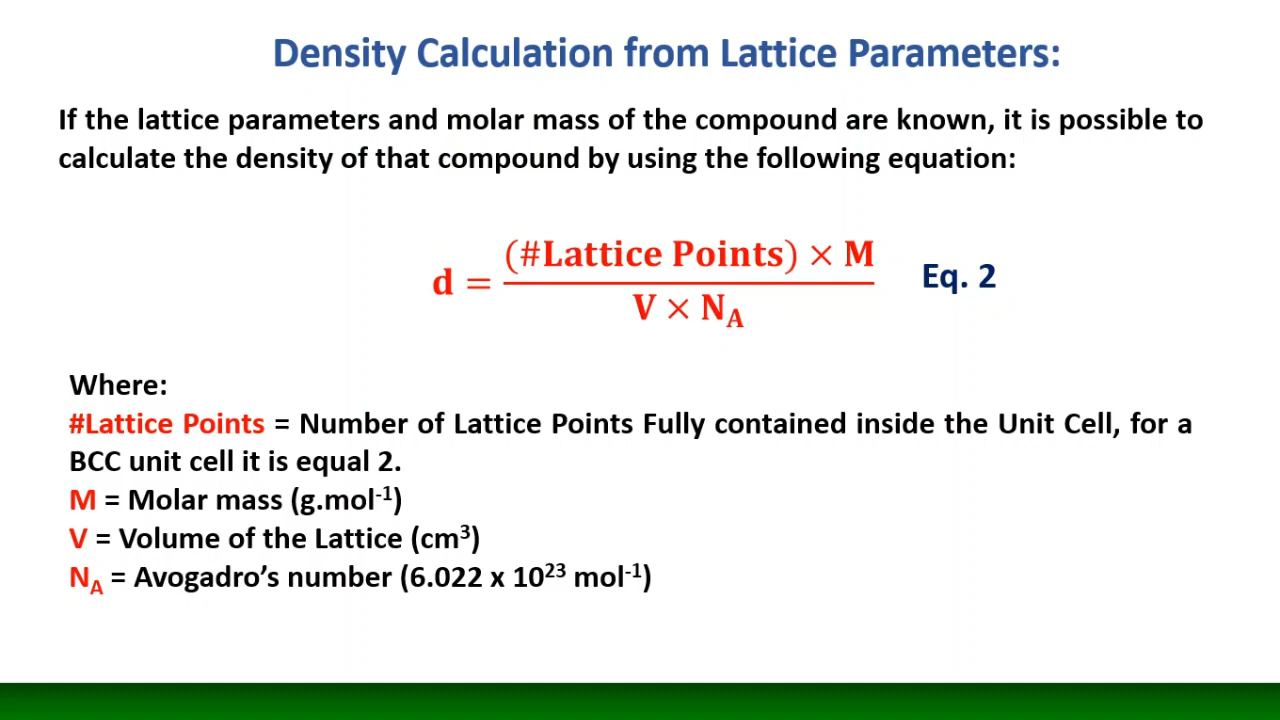 Density Calculation from Lattice Parameters:
If the lattice parameters and molar mass of the compound are known, it is possible to
calculate the density of that compound by using the following equation:
d = (#Lattice Points) × M / V × N_A Eq. 2
Where:
#Lattice Points = Number of Lattice Points Fully contained inside the Unit Cell, for a
BCC unit cell it is equal 2.
M = Molar mass (g.mol⁻¹)
V = Volume of the Lattice (cm³)
N_A = Avogadro’s number (6.022 x 10²³ mol⁻¹)